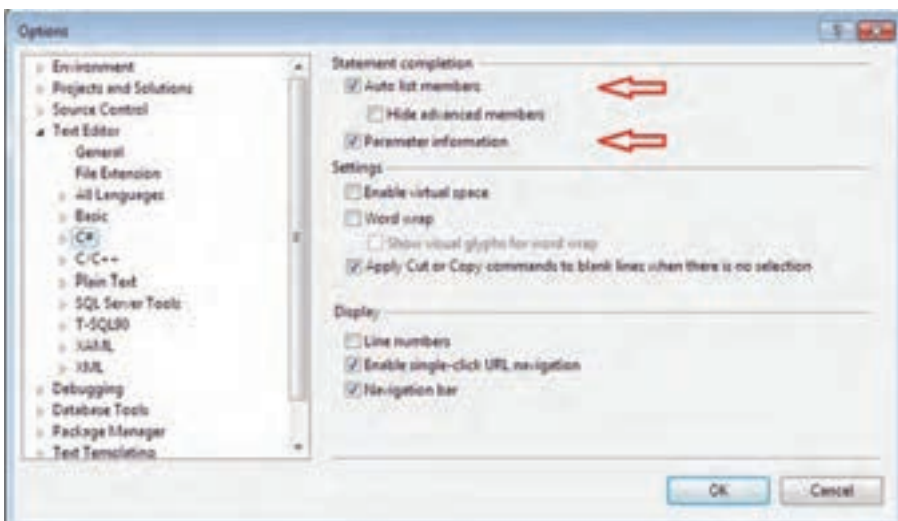 Options
Environment
Projects and Solutions
Source Control
Text Editor
General
File Extension
All Languages
Basic
C#
C/C++
Plain Text
SQL Server Tools
T-SQL90
XAML
XML
Debugging
Database Tools
Package Manager
Text Templating
Statement completion
Auto list members
Hide advanced members
Parameter information
Settings
Enable virtual space
Word wrap
Show visual glyphs for word wrap
Apply Cut or Copy commands to blank lines when there is no selection
Display
Line numbers
Enable single-click URL navigation
Navigation bar
OK
Cancel